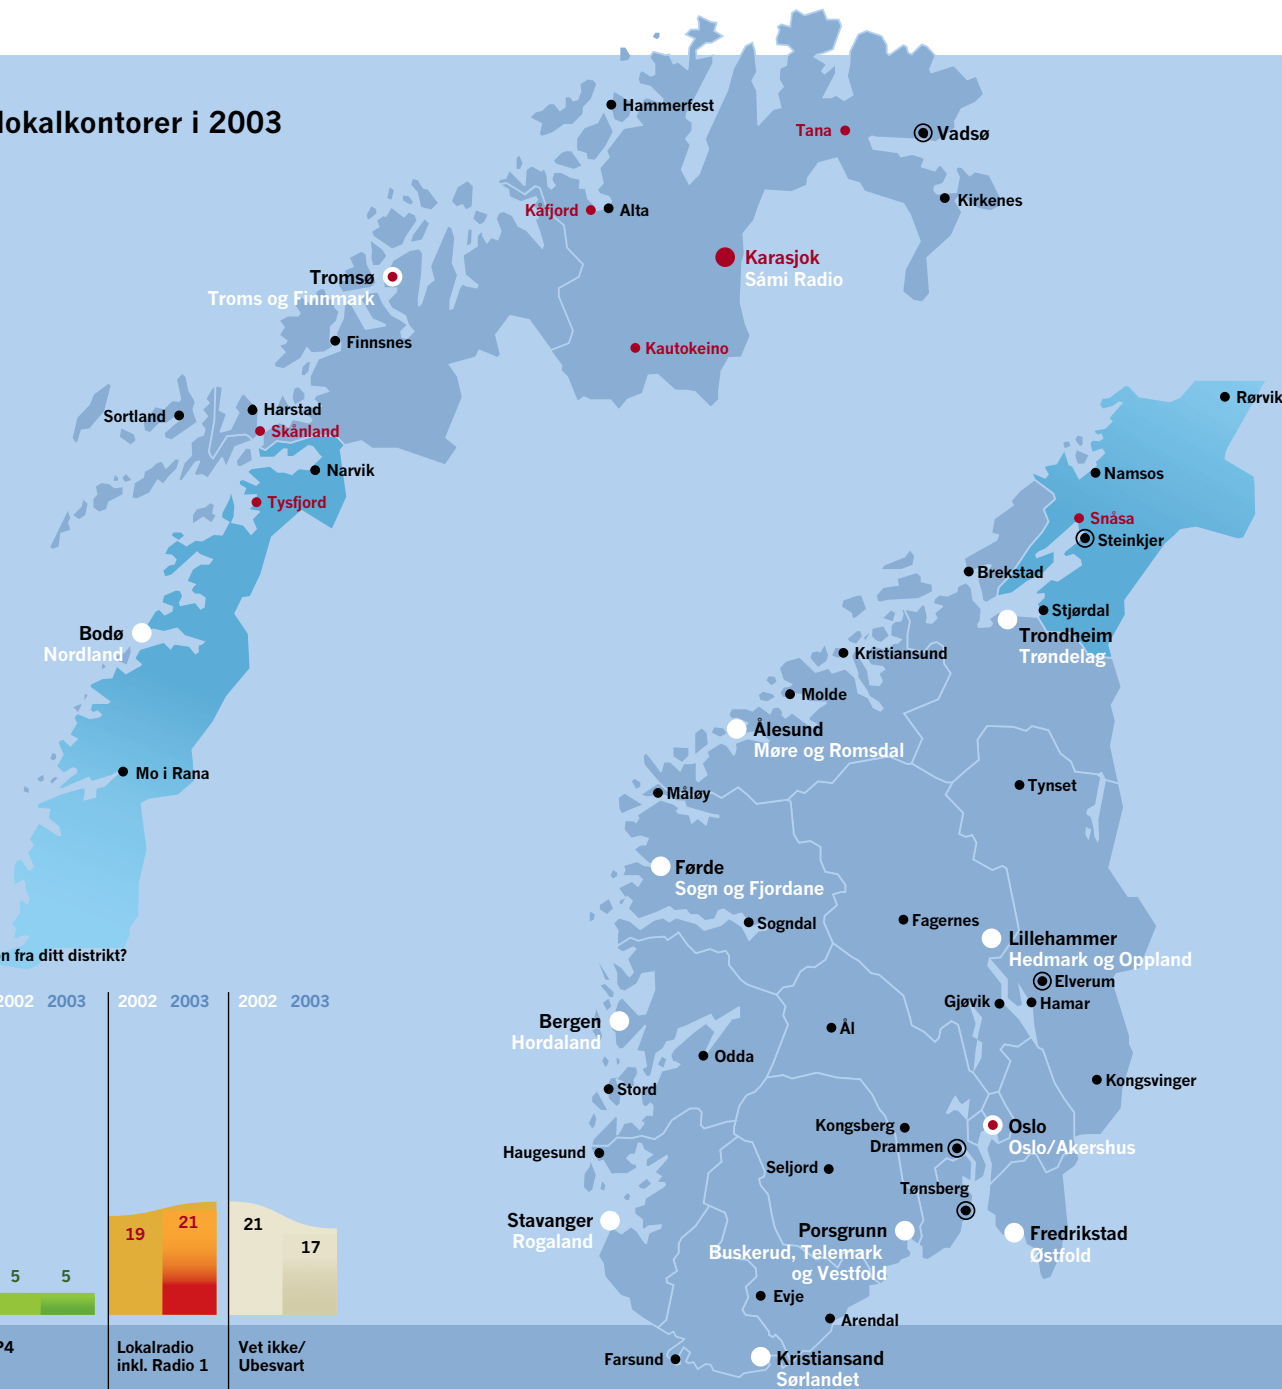 lokalkontorer i 2003
Hammerfest
Tana
Vadsø
Kirkenes
Kåfjord
Alta
Karasjok
Sámi Radio
Tromsø
Troms og Finnmark
Finnsnes
Kautokeino
Sortland
Harstad
Skånland
Narvik
Tysfjord
Bodø
Nordland
Mo i Rana
Rørvik
Namsos
Snåsa
Steinkjer
Brekstad
Stjørdal
Trondheim
Trøndelag
Kristiansund
Molde
Ålesund
Møre og Romsdal
Måløy
Tynset
Førde
Sogn og Fjordane
Sogndal
Fagernes
Lillehammer
Hedmark og Oppland
Elverum
Gjøvik
Hamar
Bergen
Hordaland
Ål
Odda
Stord
Kongsvinger
Kongsberg
Oslo
Oslo/Akershus
Drammen
Haugesund
Seljord
Tønsberg
Stavanger
Rogaland
Porsgrunn
Buskerud, Telemark
og Vestfold
Fredrikstad
Østfold
Evje
Arendal
Farsund
Kristiansand
Sørlandet
n fra ditt distrikt?
2002 2003
2002 2003
2002 2003
5 5
19 21
21 17
P4
Lokalradio
inkl. Radio 1
Vet ikke/
Ubesvart